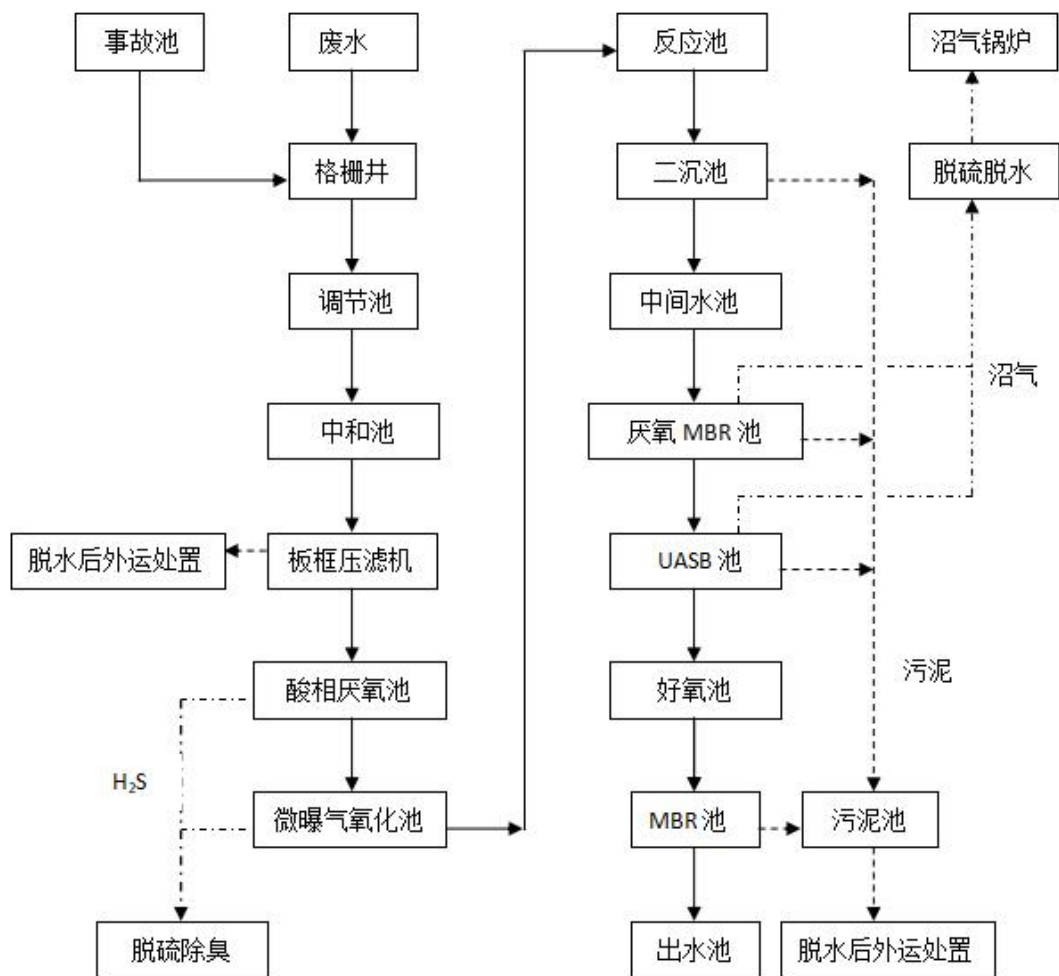 事故池
废水
反应池
沼气锅炉
格栅井
二沉池
脱硫脱水
调节池
中间水池
沼气
中和池
厌氧 MBR 池
脱水后外运处置
板框压滤机
UASB 池
酸相厌氧池
好氧池
污泥
H₂S
微曝气氧化池
MBR 池
污泥池
脱硫除臭
出水池
脱水后外运处置